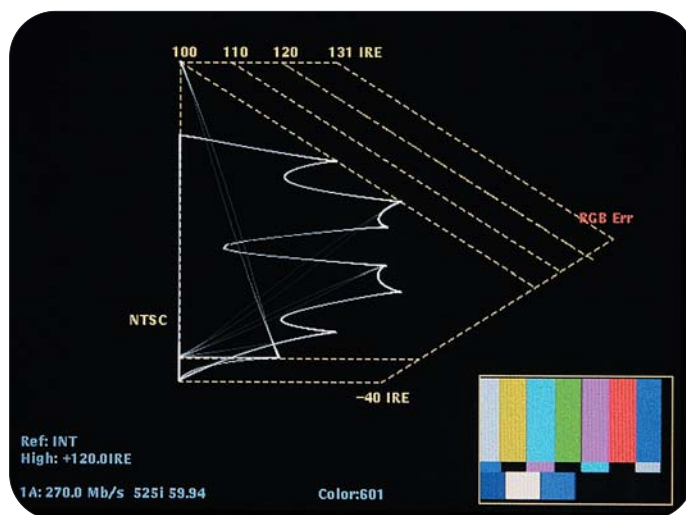 100 110 120 131 IRE
RGB Err
NTSC
−40 IRE
Ref: INT
High: +120.0IRE
1A: 270.0 Mb/s 525i 59.94 Color:601